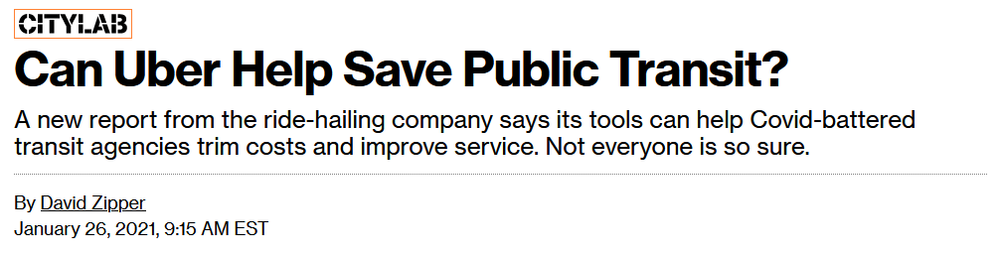 CITYLAB
Can Uber Help Save Public Transit?
A new report from the ride-hailing company says its tools can help Covid-battered
transit agencies trim costs and improve service. Not everyone is so sure.
By David Zipper
January 26, 2021, 9:15 AM EST